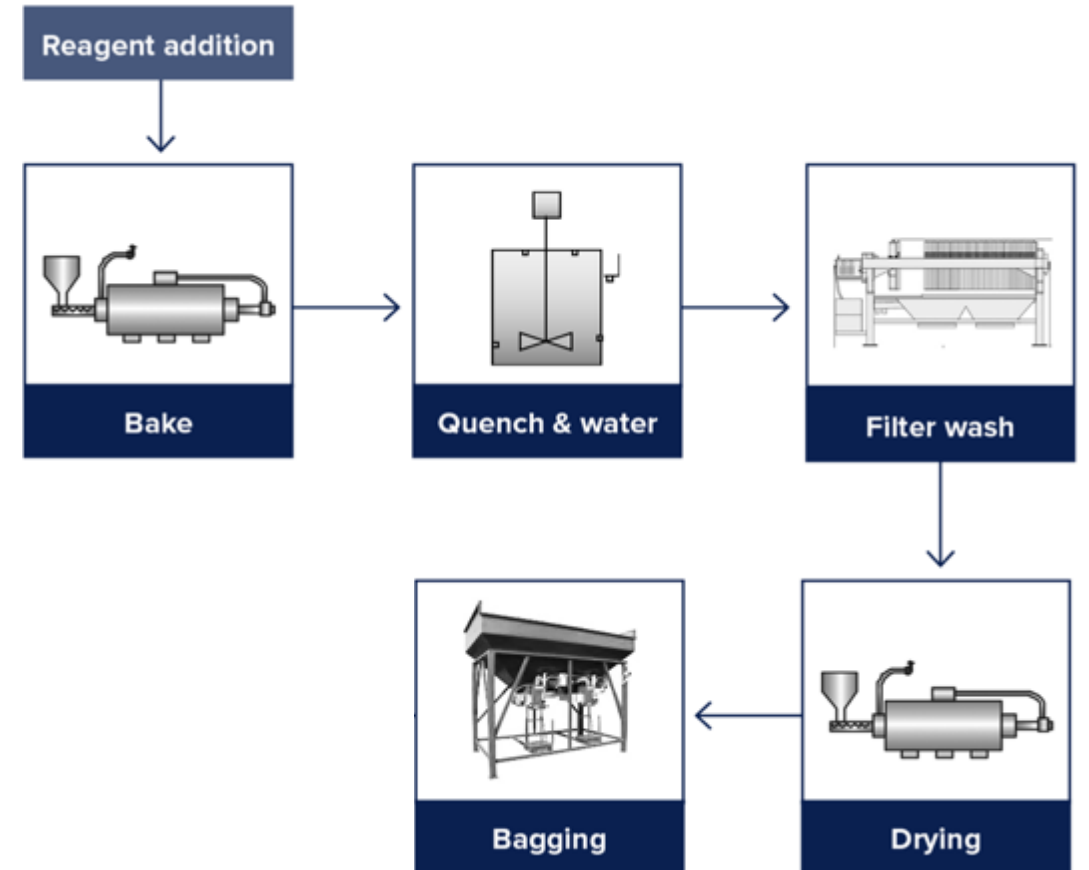 Reagent addition
Bake
Quench & water
Filter wash
Bagging
Drying